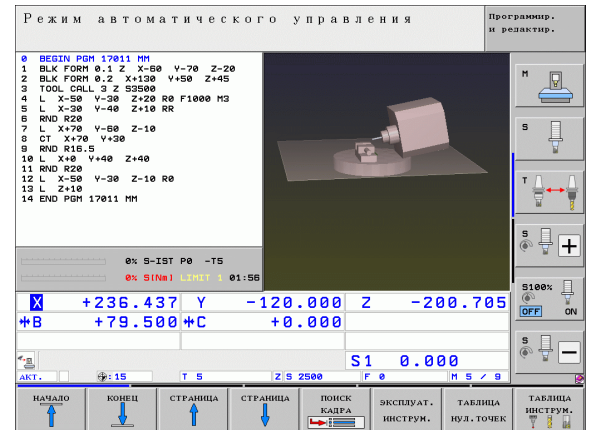 Режим автоматического управления
Программир.
и редактир.
0 BEGIN PGM 17011 MM
1 BLK FORM 0.1 Z X-60 Y-70 Z-20
2 BLK FORM 0.2 X+130 Y+50 Z+45
3 TOOL CALL 3 Z S3500
4 L X-50 Y-30 Z+20 R0 F1000 M3
5 L X-30 Y-40 Z+10 RR
6 RND R20
7 L X+70 Y-60 Z-10
8 CT X+70 Y+30
9 RND R16.5
10 L X+0 Y+40 Z+40
11 RND R20
12 L X-50 Y-30 Z-10 R0
13 L Z+10
14 END PGM 17011 MM
M
S
T
S
S100%
OFF ON
S
0% S-IST P0 -T5
0% S[Nm] LIMIT 1 01:56
X +236.437 Y -120.000 Z -200.705
B +79.500 C +0.000
S1 0.000
АКТ. :15 T 5 Z S 2500 F 0 M 5 / 9
НАЧАЛО
КОНЕЦ
СТРАНИЦА
СТРАНИЦА
ПОИСК
КАДРА
ЭКСПЛУАТ.
ИНСТРУМ.
ТАБЛИЦА
НУЛ.ТОЧЕК
ТАБЛИЦА
ИНСТРУМ.